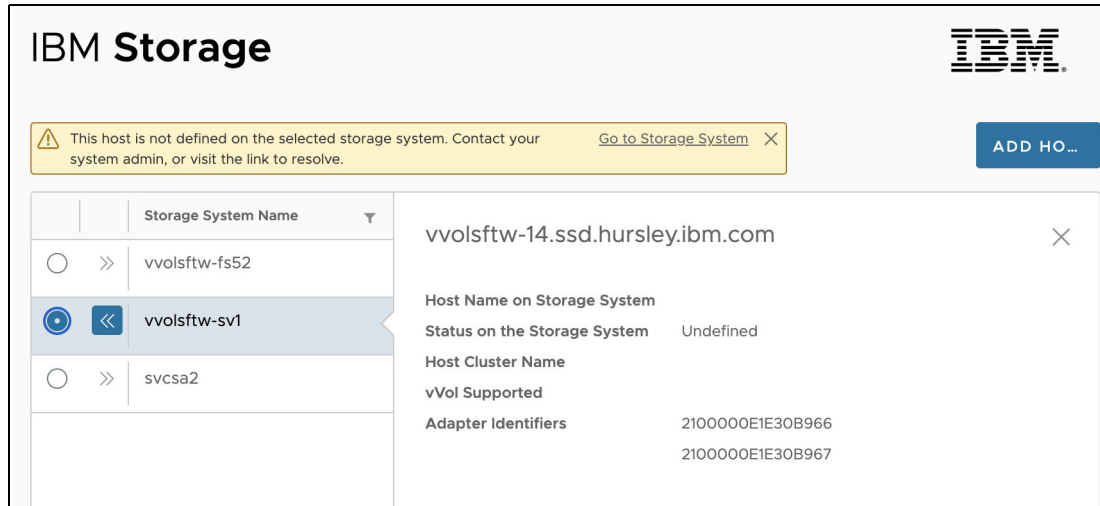 IBM Storage
IBM®
This host is not defined on the selected storage system. Contact your
system admin, or visit the link to resolve.
Go to Storage System
ADD HO…
Storage System Name
vvolsftw-fs52
vvolsftw-sv1
svcsa2
vvolsftw-14.ssd.hursley.ibm.com
Host Name on Storage System
Status on the Storage System Undefined
Host Cluster Name
vVol Supported
Adapter Identifiers 2100000E1E30B966
2100000E1E30B967